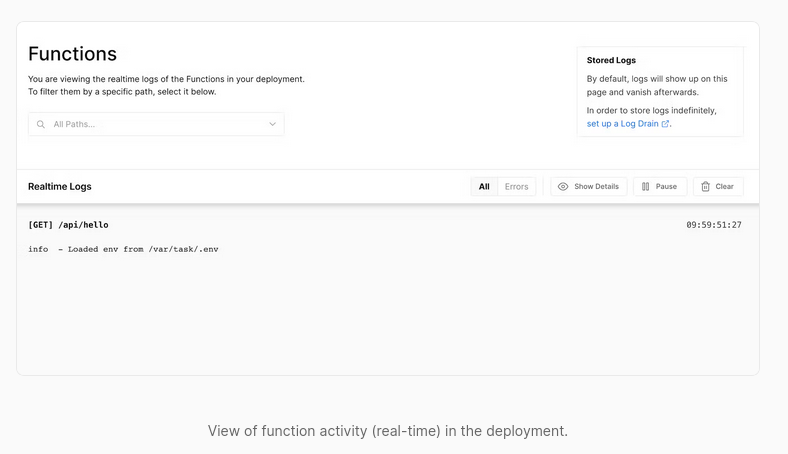 Functions
You are viewing the realtime logs of the Functions in your deployment.
To filter them by a specific path, select it below.
All Paths...
Stored Logs
By default, logs will show up on this
page and vanish afterwards.
In order to store logs indefinitely,
set up a Log Drain.
Realtime Logs
All
Errors
Show Details
Pause
Clear
[GET] /api/hello
09:59:51:27
info  - Loaded env from /var/task/.env
View of function activity (real-time) in the deployment.